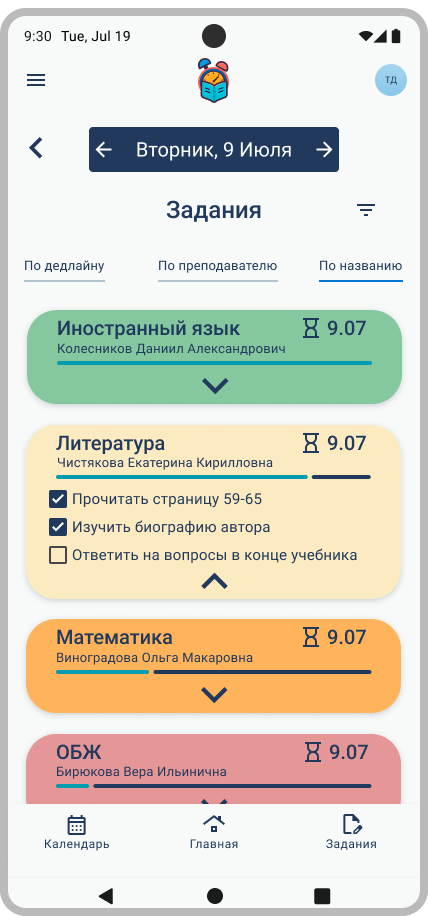 9:30 Tue, Jul 19
ТД
Вторник, 9 Июля
Задания
По дедлайну По преподавателю По названию
Иностранный язык 9.07
Колесников Даниил Александрович
Литература 9.07
Чистякова Екатерина Кирилловна
Прочитать страницу 59-65
Изучить биографию автора
Ответить на вопросы в конце учебника
Математика 9.07
Виноградова Ольга Макаровна
ОБЖ 9.07
Бирюкова Вера Ильинична
Календарь Главная Задания